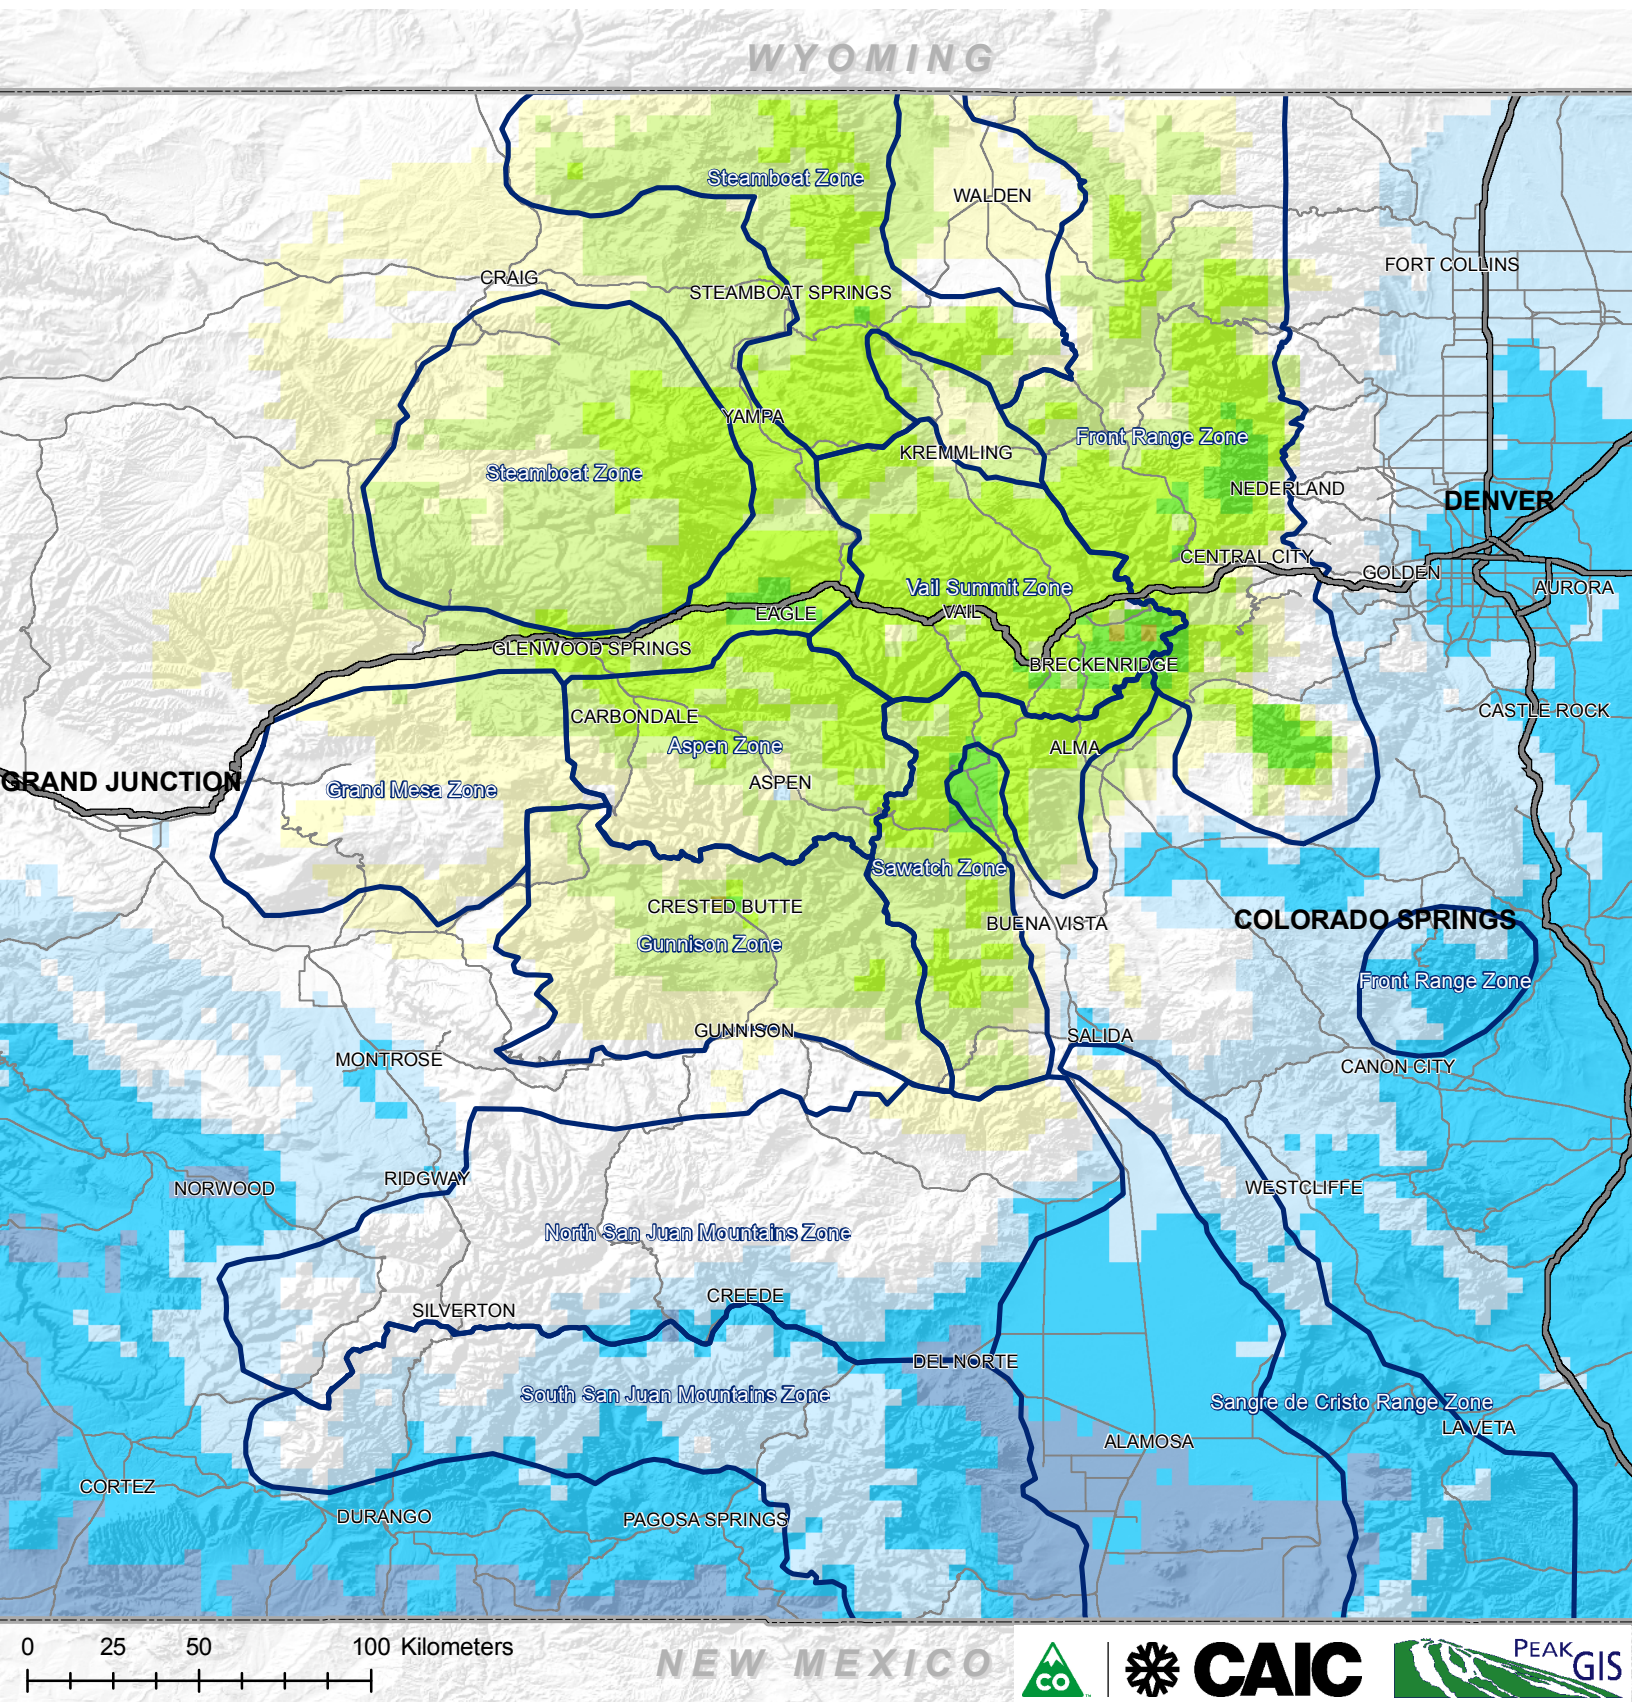 WYOMING
Steamboat Zone
WALDEN
FORT COLLINS
CRAIG
STEAMBOAT SPRINGS
YAMPA
Front Range Zone
KREMMLING
Steamboat Zone
NEDERLAND
DENVER
CENTRAL CITY
GOLDEN
AURORA
Vail Summit Zone
EAGLE
VAIL
GLENWOOD SPRINGS
BRECKENRIDGE
CARBONDALE
CASTLE ROCK
Aspen Zone
ALMA
GRAND JUNCTION
ASPEN
Grand Mesa Zone
Sawatch Zone
CRESTED BUTTE
BUENA VISTA
COLORADO SPRINGS
Gunnison Zone
Front Range Zone
GUNNISON
SALIDA
MONTROSE
CANON CITY
RIDGWAY
NORWOOD
WESTCLIFFE
North San Juan Mountains Zone
CREEDE
SILVERTON
DEL NORTE
South San Juan Mountains Zone
Sangre de Cristo Range Zone
LA VETA
ALAMOSA
CORTEZ
DURANGO
PAGOSA SPRINGS
0 25 50 100 Kilometers
NEW MEXICO
CO
CAIC
PEAK GIS